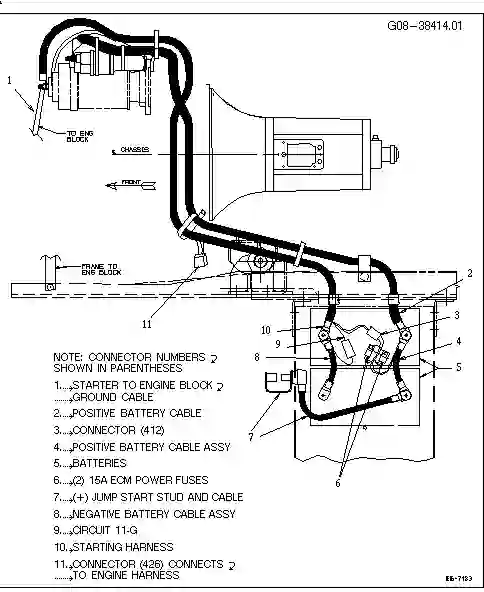 G08-38414.01
1
TO ENG
BLOCK
CHASSIS
FRONT
FRAME TO
ENG BLOCK
2
11
10
3
9
4
8
5
7
6
NOTE: CONNECTOR NUMBERS
SHOWN IN PARENTHESES
1....STARTER TO ENGINE BLOCK
......GROUND CABLE
2....POSITIVE BATTERY CABLE
3....CONNECTOR (412)
4....POSITIVE BATTERY CABLE ASSY
5....BATTERIES
6....(2) 15A ECM POWER FUSES
7....(+) JUMP START STUD AND CABLE
8....NEGATIVE BATTERY CABLE ASSY
9....CIRCUIT 11-G
10...STARTING HARNESS
11...CONNECTOR (426) CONNECTS
......TO ENGINE HARNESS